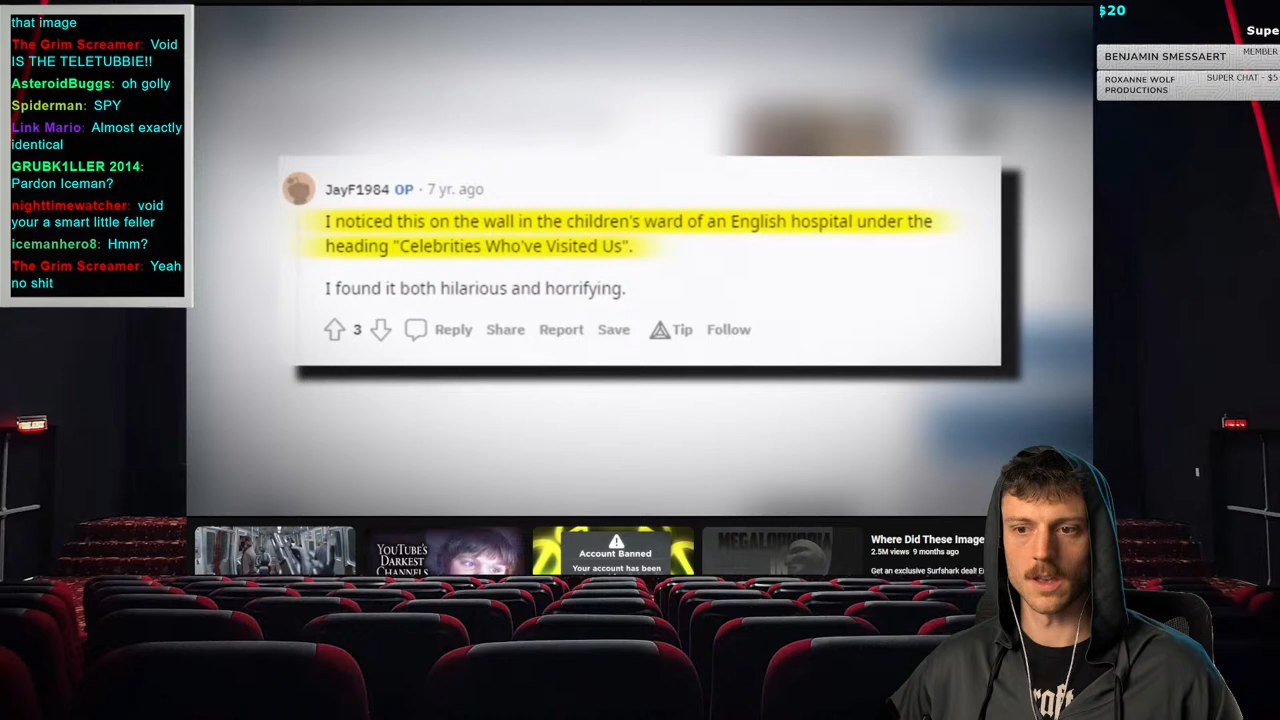 that image
The Grim Screamer: Void
IS THE TELETUBBIE!!
AsteroidBuggs: oh golly
Spiderman: SPY
Link Mario: Almost exactly
identical
GRUBK1LLER 2014:
Pardon Iceman?
nighttimewatcher: void
your a smart little feller
icemanhero8: Hmm?
The Grim Screamer: Yeah
no shit
JayF1984 OP · 7 yr. ago
I noticed this on the wall in the children's ward of an English hospital under the
heading "Celebrities Who've Visited Us".
I found it both hilarious and horrifying.
3 Reply Share Report Save Tip Follow
$20
Supe
BENJAMIN SMESSAERT MEMBER
ROXANNE WOLF
PRODUCTIONS
SUPER CHAT - $5
YOUTUBE'S
DARKEST
CHANNELS
Account Banned
Your account has been
MEGALOPHOBIA
Where Did These Image
2.5M views 9 months ago
Get an exclusive Surfshark deal!